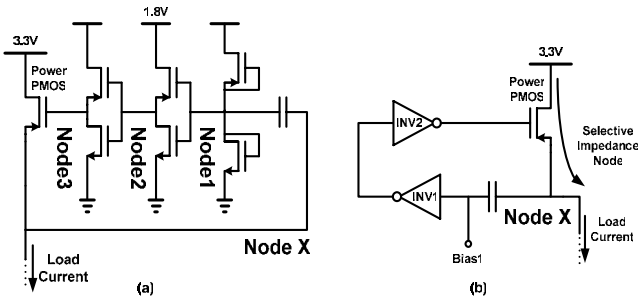 3.3V
1.8V
Power
PMOS
Node3
Node2
Node1
Node X
Load
Current
(a)
3.3V
Power
PMOS
INV2
Selective
Impedance
Node
INV1
Node X
Bias1
Load
Current
(b)